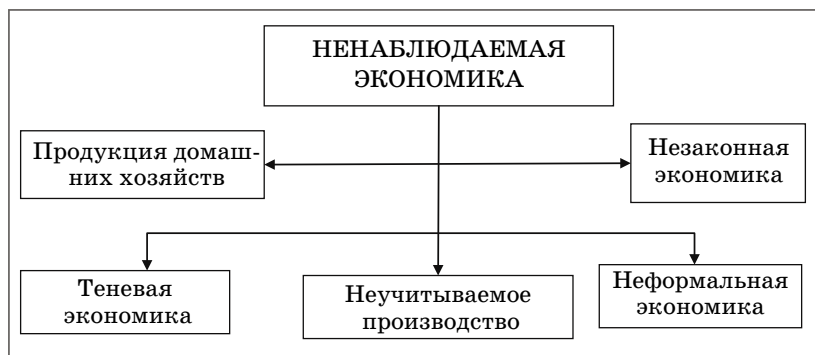 НЕНАБЛЮДАЕМАЯ
ЭКОНОМИКА
Продукция домаш-
них хозяйств
Незаконная
экономика
Теневая
экономика
Неучитываемое
производство
Неформальная
экономика